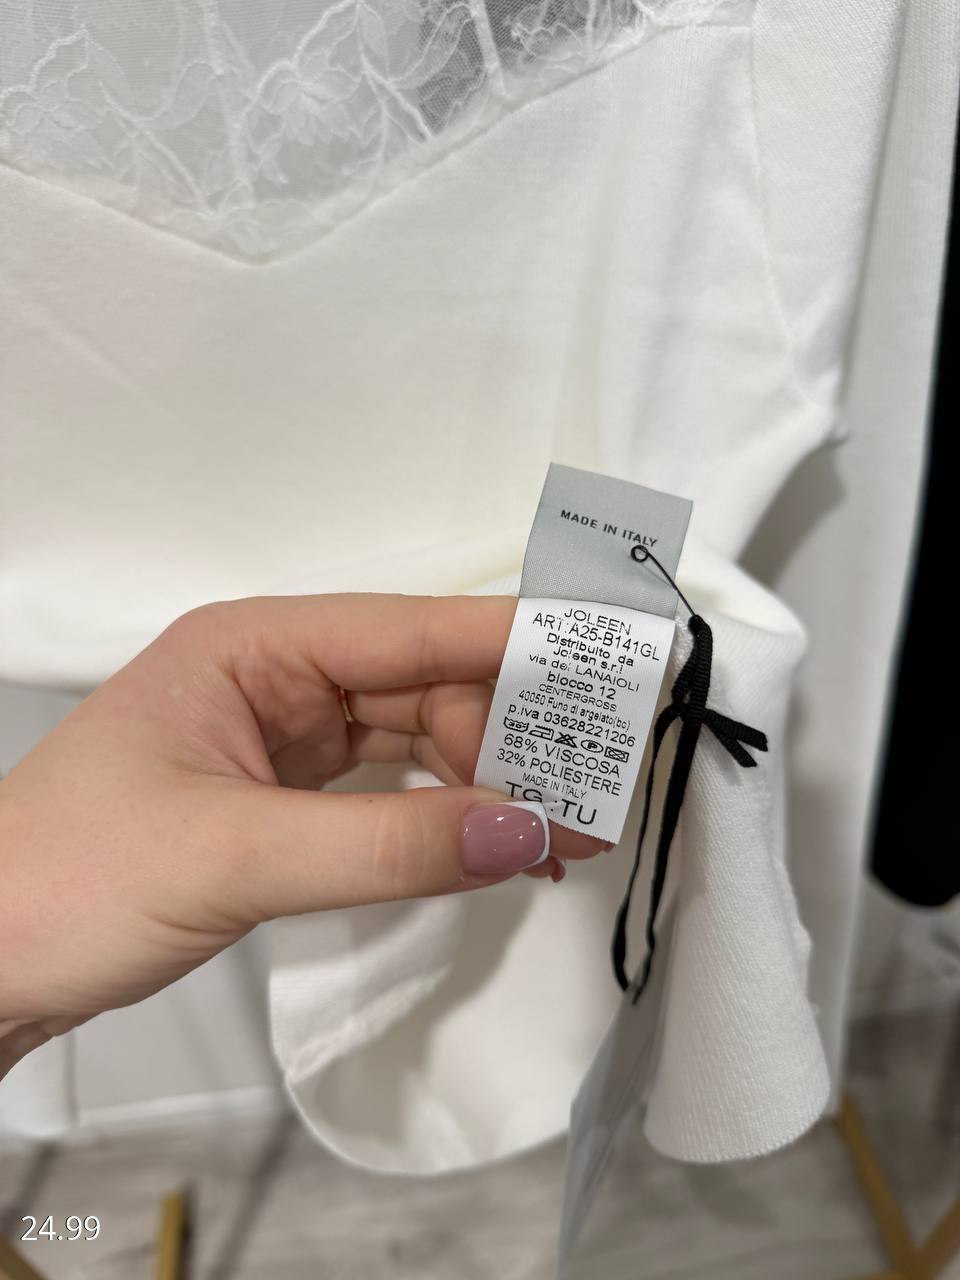 MADE IN ITALY
JOLEEN
ART:A25-B141GL
Distribuito da
Joleen s.r.l
via dei LANAIOLI
blocco 12
CENTERGROSS
40050 Funo di argelato(bo)
p.iva 03628221206
68% VISCOSA
32% POLIESTERE
MADE IN ITALY
TG.:TU
24.99